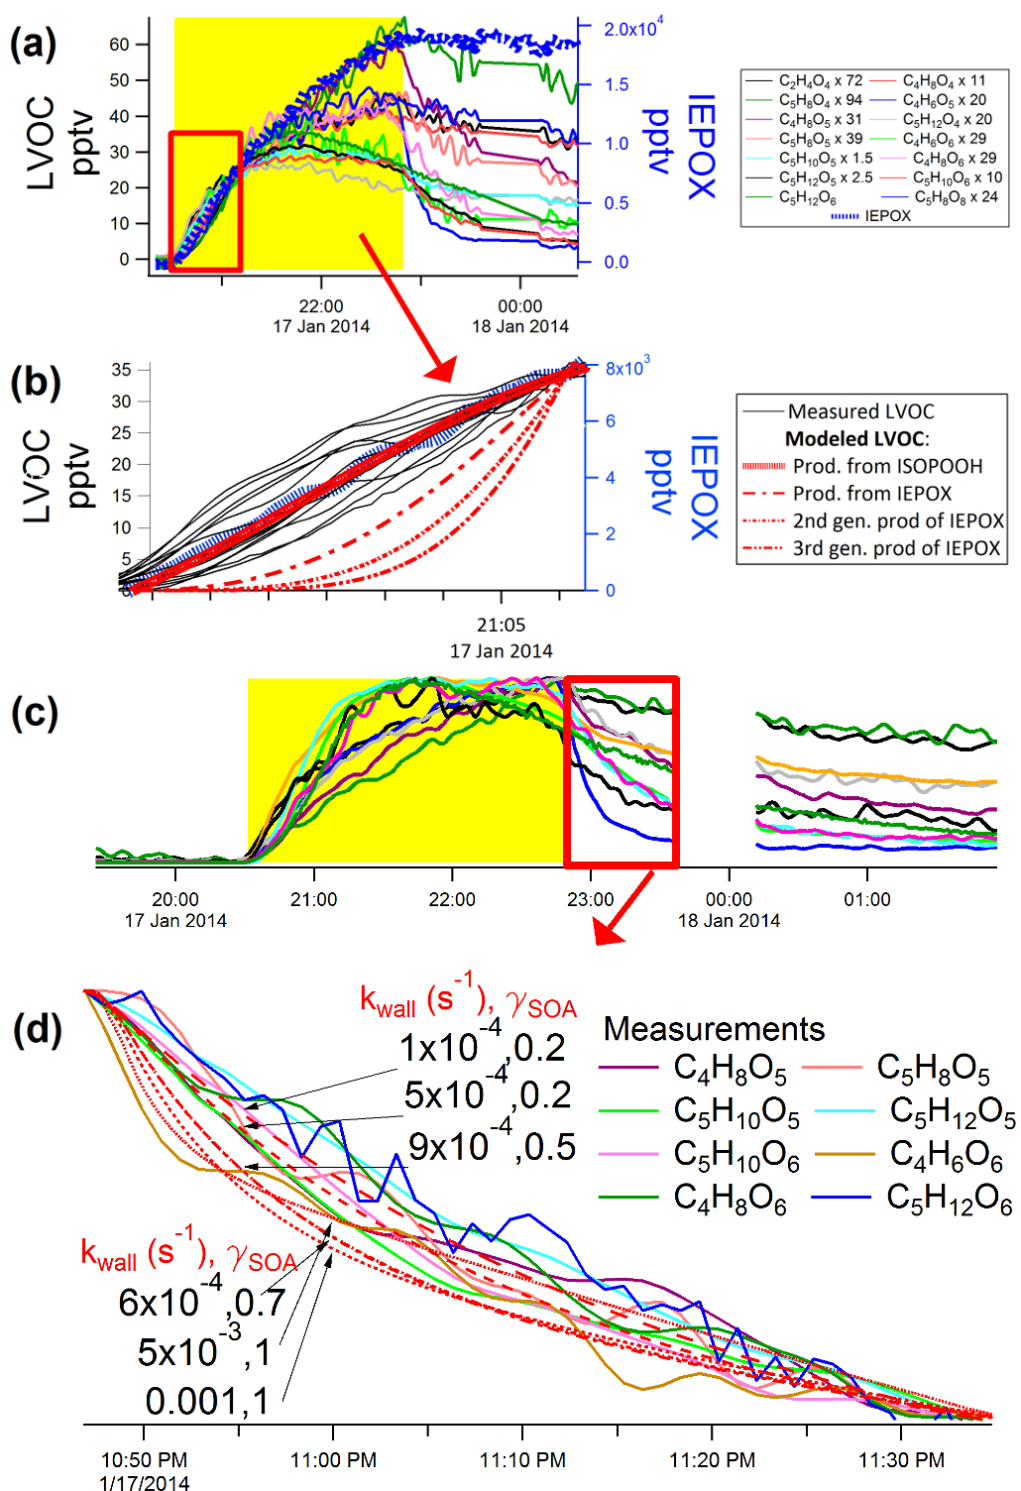 (a)
LVOC
pptv
60
50
40
30
20
10
0
2.0x10⁴
1.5
1.0
0.5
0.0
IEPOX
pptv
22:00
17 Jan 2014
00:00
18 Jan 2014
C₂H₄O₄ x 72
C₄H₈O₄ x 11
C₅H₈O₄ x 94
C₄H₆O₅ x 20
C₄H₈O₅ x 31
C₅H₁₂O₄ x 20
C₅H₈O₅ x 39
C₄H₆O₆ x 29
C₅H₁₀O₅ x 1.5
C₄H₈O₆ x 29
C₅H₁₂O₅ x 2.5
C₅H₁₀O₆ x 10
C₅H₁₂O₆
C₅H₈O₈ x 24
IEPOX
(b)
LVOC
pptv
35
30
25
20
15
10
5
0
8x10³
6
4
2
0
IEPOX
pptv
21:05
17 Jan 2014
Measured LVOC
Modeled LVOC:
Prod. from ISOPOOH
Prod. from IEPOX
2nd gen. prod of IEPOX
3rd gen. prod of IEPOX
(c)
20:00
17 Jan 2014
21:00
22:00
23:00
00:00
18 Jan 2014
01:00
(d)
k_wall (s⁻¹), γ_SOA
1x10⁻⁴,0.2
5x10⁻⁴,0.2
9x10⁻⁴,0.5
Measurements
C₄H₈O₅
C₅H₈O₅
C₅H₁₀O₅
C₅H₁₂O₅
C₅H₁₀O₆
C₄H₆O₆
C₄H₈O₆
C₅H₁₂O₆
k_wall (s⁻¹), γ_SOA
6x10⁻⁴,0.7
5x10⁻³,1
0.001,1
10:50 PM
1/17/2014
11:00 PM
11:10 PM
11:20 PM
11:30 PM